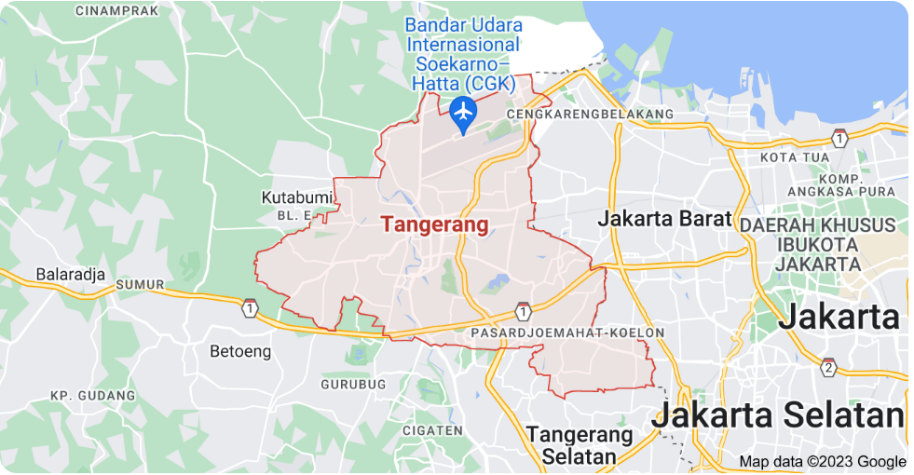 CINAMPRAK
Bandar Udara
Internasional
Soekarno–
Hatta (CGK)
CENGKARENGBELAKANG
1
KOTA TUA
KOMP.
ANGKASA PURA
Kutabumi
BL. E
Tangerang
Jakarta Barat
DAERAH KHUSUS
IBUKOTA
JAKARTA
Balaradja
SUMUR
1
1
Jakarta
PASARDJOEMAHAT-KOELON
Betoeng
2
GURUBUG
KP. GUDANG
Jakarta Selatan
CIGATEN
Tangerang
Selatan
Map data ©2023 Google